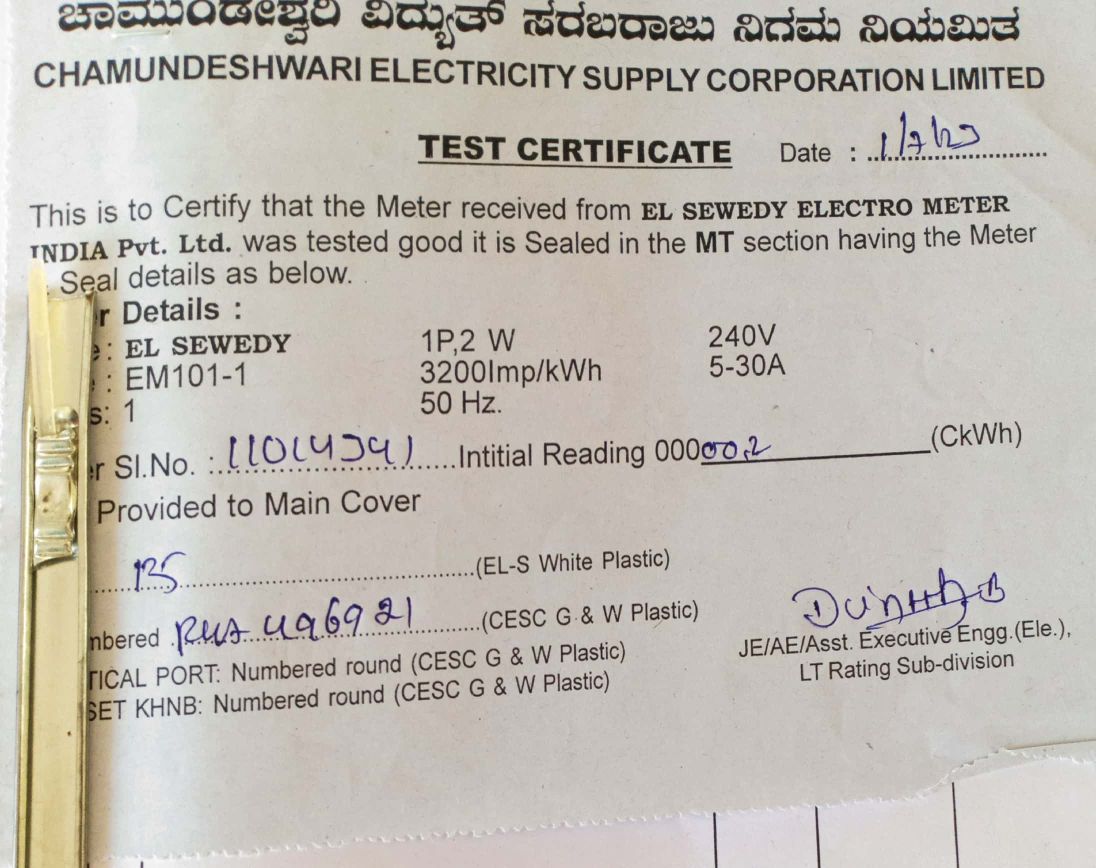 ಚಾಮುಂಡೇಶ್ವರಿ ವಿದ್ಯುತ್ ಸರಬರಾಜು ನಿಗಮ ನಿಯಮಿತ
CHAMUNDESHWARI ELECTRICITY SUPPLY CORPORATION LIMITED
TEST CERTIFICATE Date : 1/7/23
This is to Certify that the Meter received from EL SEWEDY ELECTRO METER
INDIA Pvt. Ltd. was tested good it is Sealed in the MT section having the Meter
Seal details as below.
r Details :
: EL SEWEDY 1P,2 W 240V
: EM101-1 3200Imp/kWh 5-30A
s: 1 50 Hz.
r Sl.No. : Intitial Reading 00000.2 (CkWh)
Provided to Main Cover
135 (EL-S White Plastic)
nbered 496921 (CESC G & W Plastic)
TICAL PORT: Numbered round (CESC G & W Plastic)
SET KHNB: Numbered round (CESC G & W Plastic)
JE/AE/Asst. Executive Engg.(Ele.),
LT Rating Sub-division